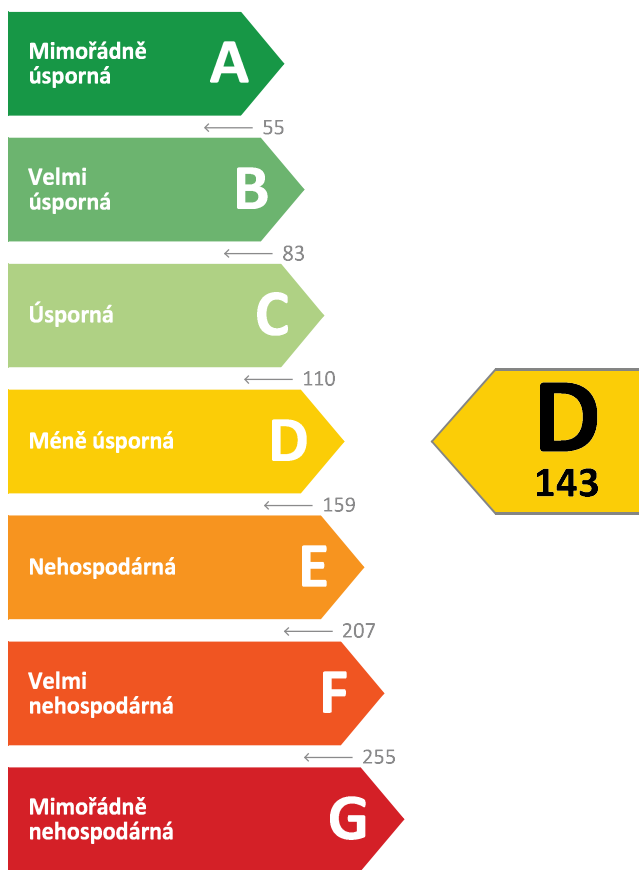 Mimořádně
úsporná
A
55
Velmi
úsporná
B
83
Úsporná
C
110
Méně úsporná
D
D
143
159
Nehospodárná
E
207
Velmi
nehospodárná
F
255
Mimořádně
nehospodárná
G